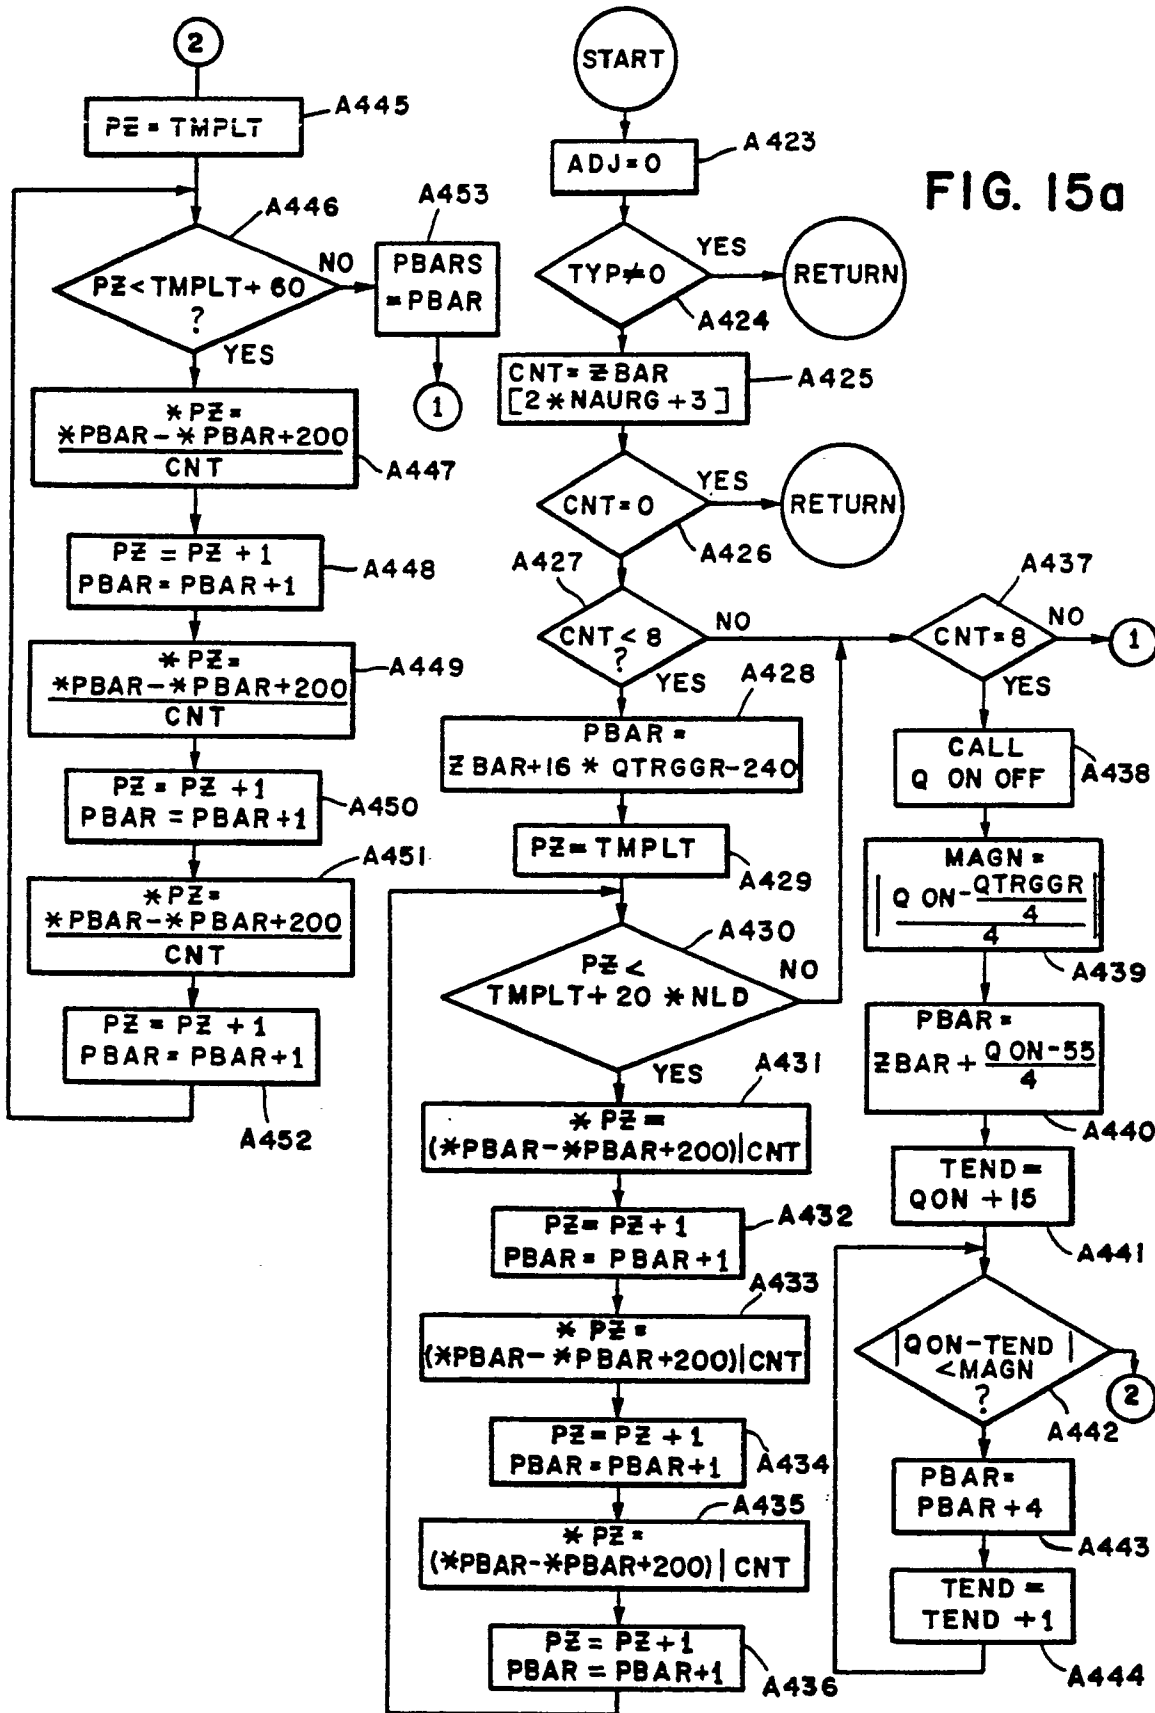 FIG. 15a
2
PZ = TMPLT
A445
A446
PZ < TMPLT + 60
?
NO
YES
A453
PBARS
= PBAR
1
*PZ=
*PBAR-*PBAR+200
CNT
A447
PZ = PZ + 1
PBAR = PBAR+1
A448
*PZ=
*PBAR-*PBAR+200
CNT
A449
PZ = PZ +1
PBAR = PBAR+1
A450
A451
*PZ=
*PBAR-*PBAR+200
CNT
PZ = PZ + 1
PBAR = PBAR+1
A452
START
ADJ=0
A423
TYP≠0
YES
RETURN
A424
CNT= ZBAR
[2*NAURG+3]
A425
CNT=0
YES
RETURN
A426
A427
CNT < 8
?
NO
YES
A428
PBAR =
ZBAR+16 * QTRGGR-240
PZ=TMPLT
A429
A430
PZ <
TMPLT+ 20 *NLD
NO
YES
A431
* PZ =
(*PBAR-*PBAR+200)|CNT
A432
PZ= PZ+1
PBAR= PBAR+1
A433
* PZ =
(*PBAR-*PBAR+200)|CNT
PZ= PZ +1
PBAR=PBAR+1
A434
A435
* PZ =
(*PBAR-*PBAR+200)|CNT
PZ = PZ+1
PBAR = PBAR+1
A436
A437
CNT=8
NO
1
YES
CALL
Q ON OFF
A438
MAGN =
|Q ON-QTRGGR|
4
4
A439
PBAR=
ZBAR + QON-55
4
A440
TEND=
QON +15
A441
|QON-TEND|
<MAGN
?
2
A442
PBAR=
PBAR+4
A443
TEND =
TEND +1
A444